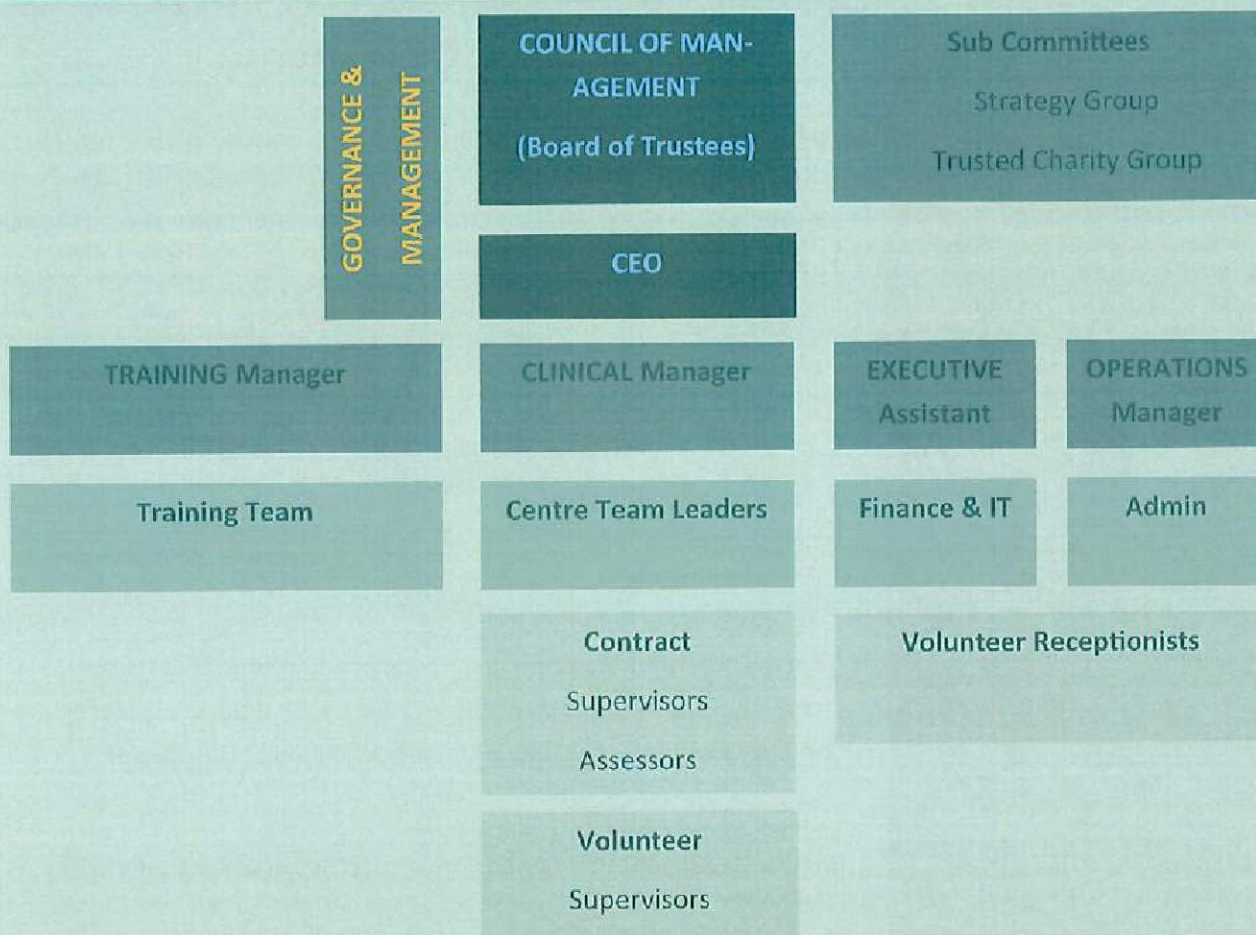 GOVERNANCE &
MANAGEMENT
COUNCIL OF MAN-
AGEMENT
(Board of Trustees)
Sub Committees
Strategy Group
Trusted Charity Group
CEO
TRAINING Manager
CLINICAL Manager
EXECUTIVE
Assistant
OPERATIONS
Manager
Training Team
Centre Team Leaders
Finance & IT
Admin
Contract
Supervisors
Assessors
Volunteer Receptionists
Volunteer
Supervisors